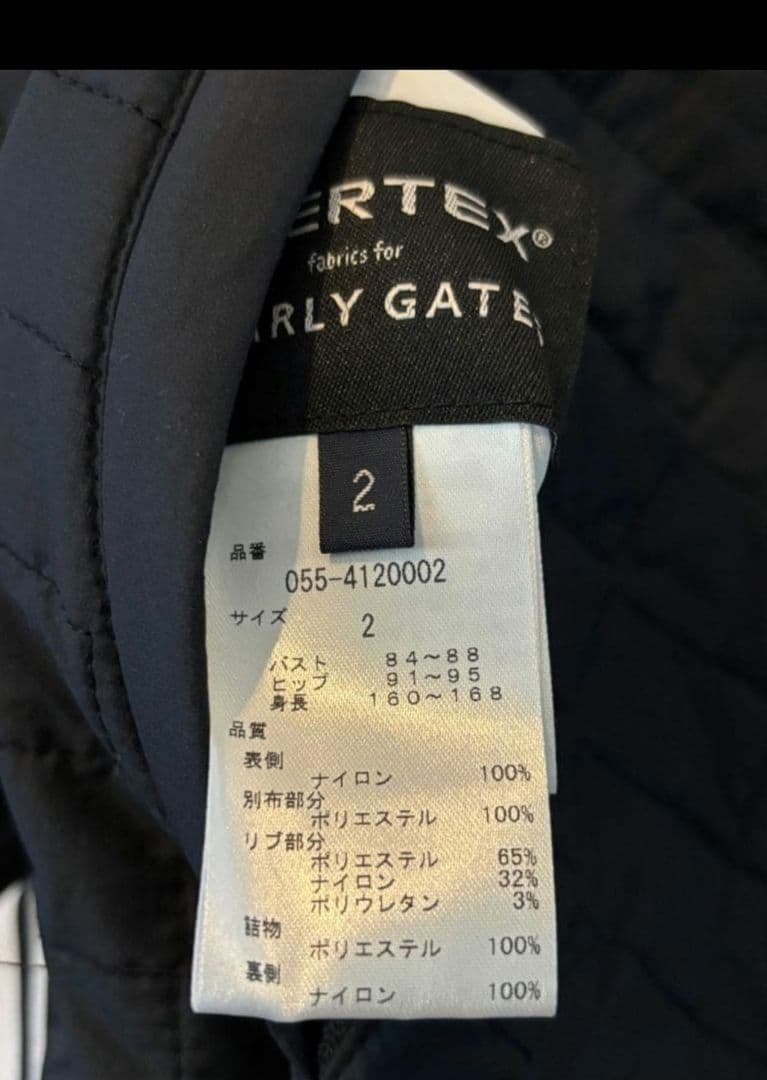 ERTEX®
fabrics for
ARLY GATES
2
品番
055-4120002
サイズ 2
バスト 84~88
ヒップ 91~95
身長 160~168
品質
表側
ナイロン 100%
別布部分
ポリエステル 100%
リブ部分
ポリエステル 65%
ナイロン 32%
ポリウレタン 3%
詰物
ポリエステル 100%
裏側
ナイロン 100%